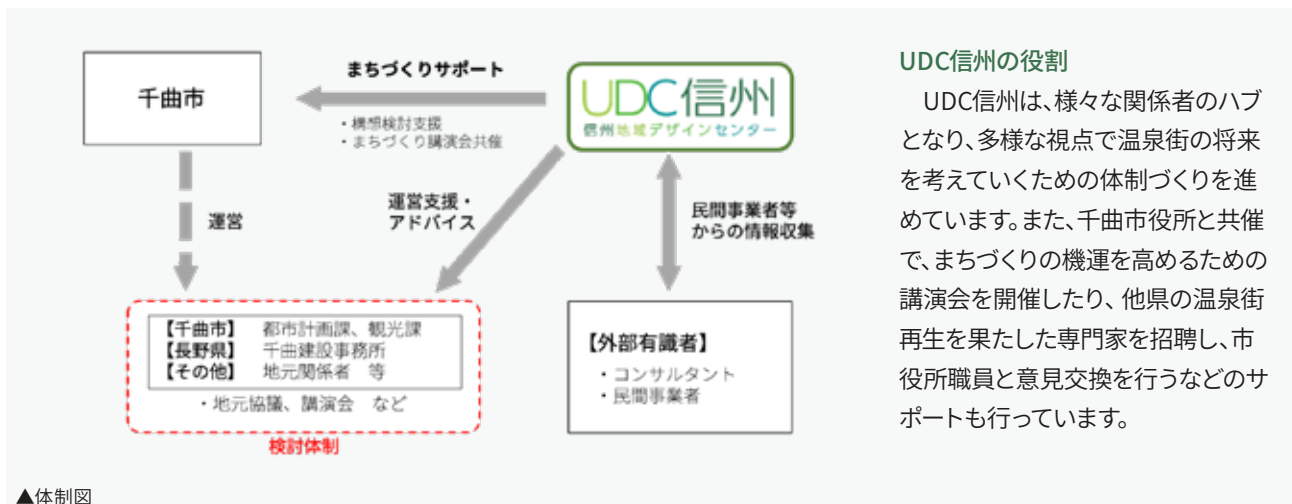 千曲市
まちづくりサポート
・構想検討支援
・まちづくり講演会共催
UDC信州
信州地域デザインセンター
運営
運営支援・
アドバイス
民間事業者等
からの情報収集
【千曲市】 都市計画課、観光課
【長野県】 千曲建設事務所
【その他】 地元関係者 等
・地元協議、講演会 など
検討体制
【外部有識者】
・コンサルタント
・民間事業者
▲体制図
UDC信州の役割
UDC信州は、様々な関係者のハブ
となり、多様な視点で温泉街の将来
を考えていくための体制づくりを進
めています。また、千曲市役所と共催
で、まちづくりの機運を高めるための
講演会を開催したり、他県の温泉街
再生を果たした専門家を招聘し、市
役所職員と意見交換を行うなどのサ
ポートも行っています。